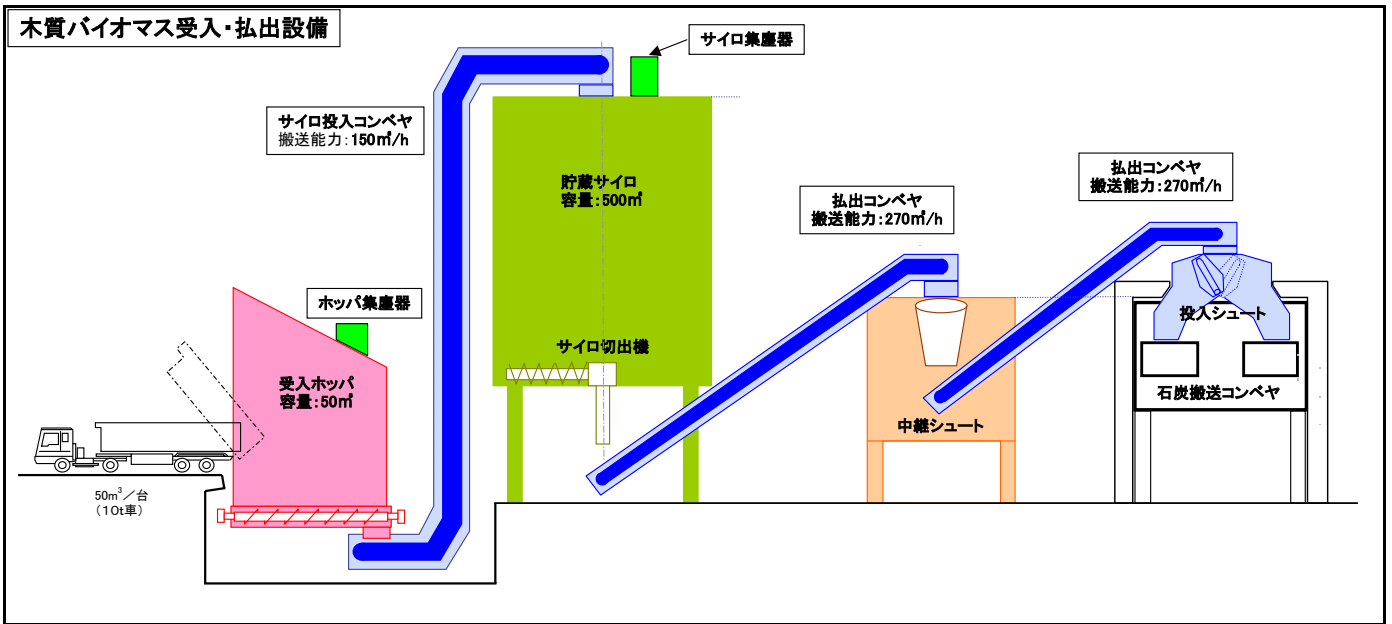 木質バイオマス受入・払出設備
サイロ集塵器
サイロ投入コンベヤ
搬送能力：150㎥/h
貯蔵サイロ
容量：500㎥
払出コンベヤ
搬送能力：270㎥/h
払出コンベヤ
搬送能力：270㎥/h
ホッパ集塵器
受入ホッパ
容量：50㎥
サイロ切出機
投入シュート
石炭搬送コンベヤ
中継シュート
50m³／台
（10t車）